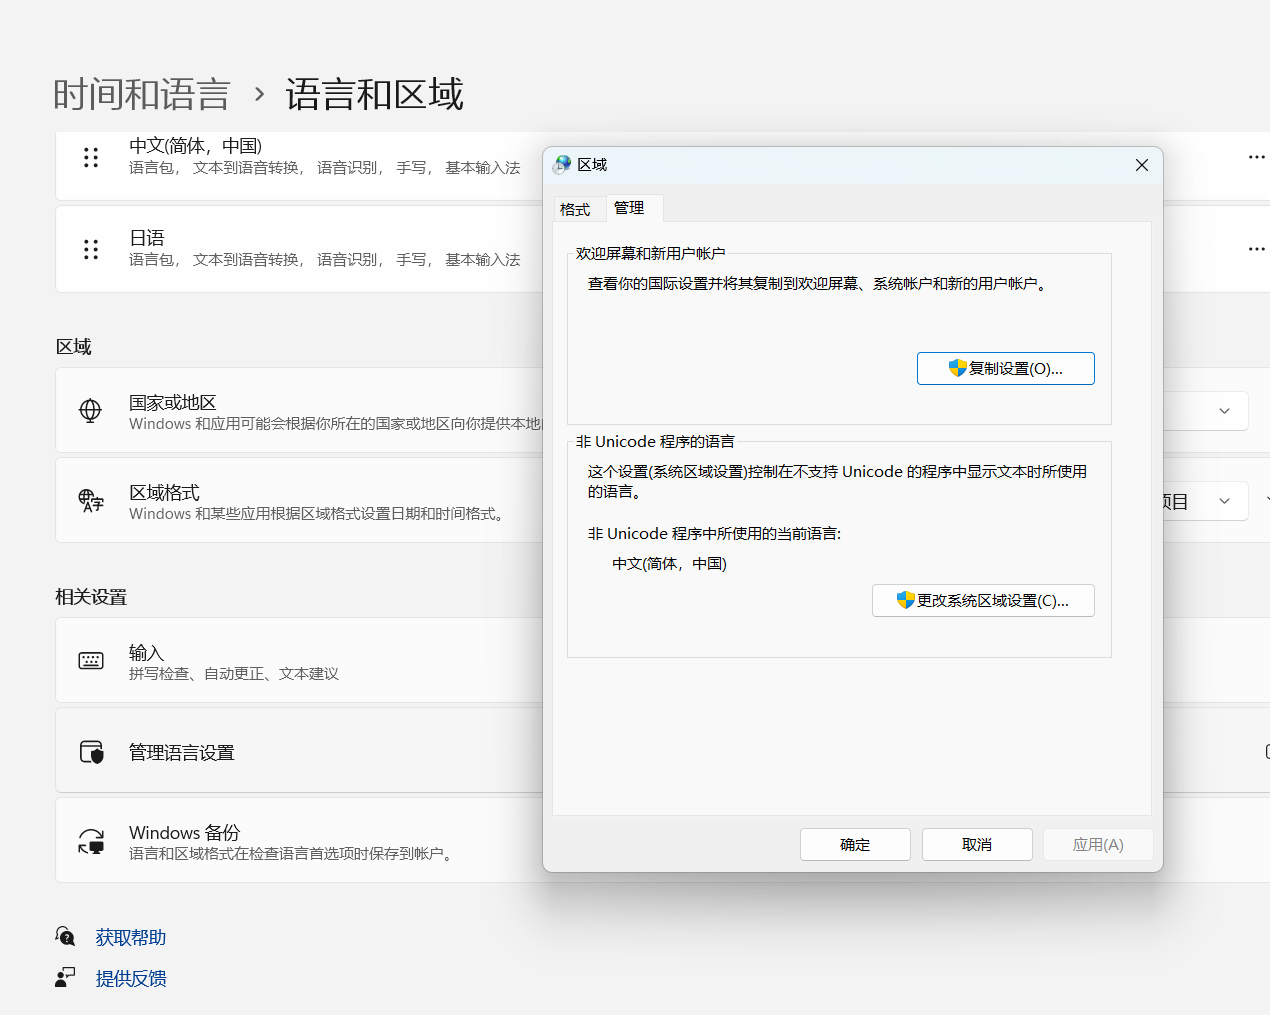 时间和语言 › 语言和区域
中文(简体，中国)
语言包， 文本到语音转换， 语音识别， 手写， 基本输入法
日语
语言包， 文本到语音转换， 语音识别， 手写， 基本输入法
区域
国家或地区
Windows 和应用可能会根据你所在的国家或地区向你提供本地
区域格式
Windows 和某些应用根据区域格式设置日期和时间格式。
项目
相关设置
输入
拼写检查、自动更正、文本建议
管理语言设置
Windows 备份
语言和区域格式在检查语言首选项时保存到帐户。
获取帮助
提供反馈
区域
格式
管理
欢迎屏幕和新用户帐户
查看你的国际设置并将其复制到欢迎屏幕、系统帐户和新的用户帐户。
复制设置(O)...
非 Unicode 程序的语言
这个设置(系统区域设置)控制在不支持 Unicode 的程序中显示文本时所使用
的语言。
非 Unicode 程序中所使用的当前语言:
中文(简体，中国)
更改系统区域设置(C)...
确定
取消
应用(A)